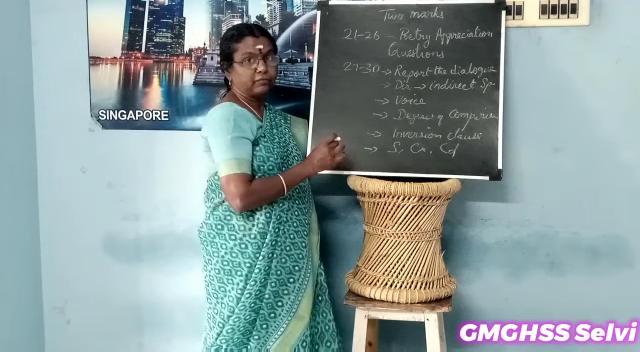 SINGAPORE
Two marks
21-26 - Poetry Appreciation
Questions
27-30 → Report the dialogue
→ Dir → indirect Sp.
→ Voice
→ Degrees of Comparison
→ Inversion clause
→ S, Cx, Cd
GMGHSS Selvi